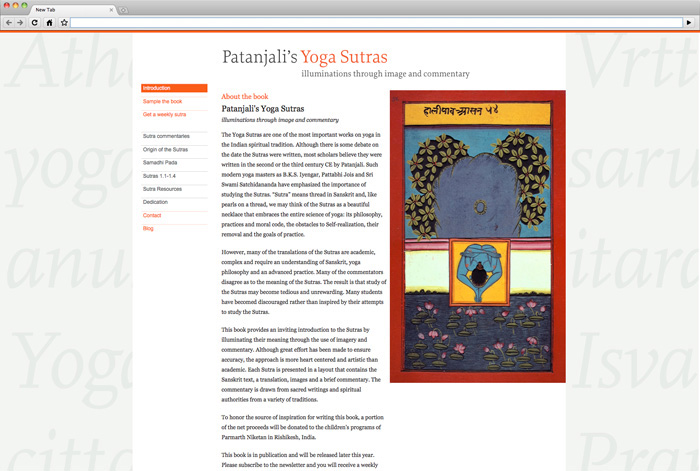 New Tab
Patanjali's Yoga Sutras
illuminations through image and commentary
Introduction
Sample the book
Get a weekly sutra
Sutra commentaries
Origin of the Sutras
Samadhi Pada
Sutras 1.1-1.4
Sutra Resources
Dedication
Contact
Blog
About the book
Patanjali's Yoga Sutras
illuminations through image and commentary
The Yoga Sutras are one of the most important works on yoga in
the Indian spiritual tradition. Although there is some debate on
the date the Sutras were written, most scholars believe they were
written in the second or the third century CE by Patanjali. Such
modern yoga masters as B.K.S. Iyengar, Pattabhi Jois and Sri
Swami Satchidananda have emphasized the importance of
studying the Sutras. "Sutra" means thread in Sanskrit and, like
pearls on a thread, we may think of the Sutras as a beautiful
necklace that embraces the entire science of yoga: its philosophy,
practices and moral code, the obstacles to Self-realization, their
removal and the goals of practice.
However, many of the translations of the Sutras are academic,
complex and require an understanding of Sanskrit, yoga
philosophy and an advanced practice. Many of the commentators
disagree as to the meaning of the Sutras. The result is that study of
the Sutras may become tedious and unrewarding. Many students
have becomed discouraged rather than inspired by their attempts
to study the Sutras.
This book provides an inviting introduction to the Sutras by
illuminating their meaning through the use of imagery and
commentary. Although great effort has been made to ensure
accuracy, the approach is more heart centered and artistic than
academic. Each Sutra is presented in a layout that contains the
Sanskrit text, a translation, images and a brief commentary. The
commentary is drawn from sacred writings and spiritual
authorities from a variety of traditions.
To honor the source of inspiration for writing this book, a portion
of the net proceeds will be donated to the children's programs of
Parmarth Niketan in Rishikesh, India.
This book is in publication and will be released later this year.
Please subscribe to the newsletter and you will receive a weekly
Atha
yoga
anu
Yoga
citta
Vrtt
saru
itara
Isva
Pra